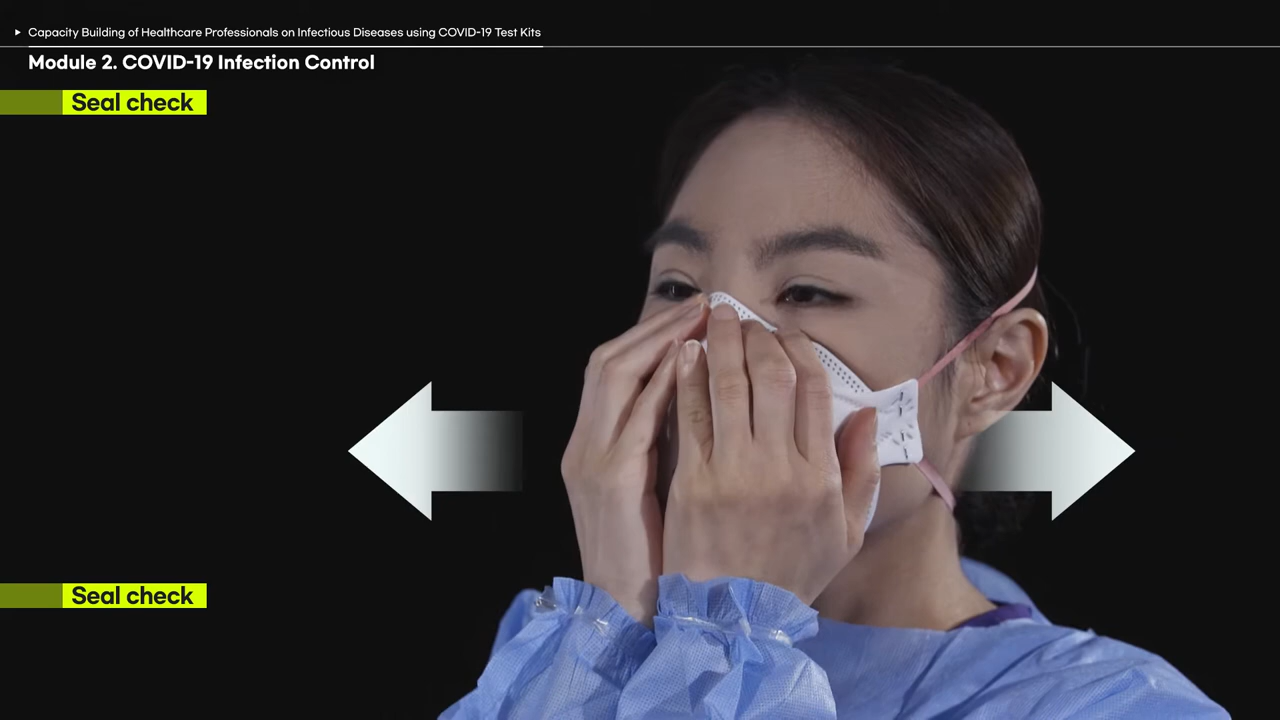 Capacity Building of Healthcare Professionals on Infectious Diseases using COVID-19 Test Kits
Module 2. COVID-19 Infection Control
Seal check
Seal check